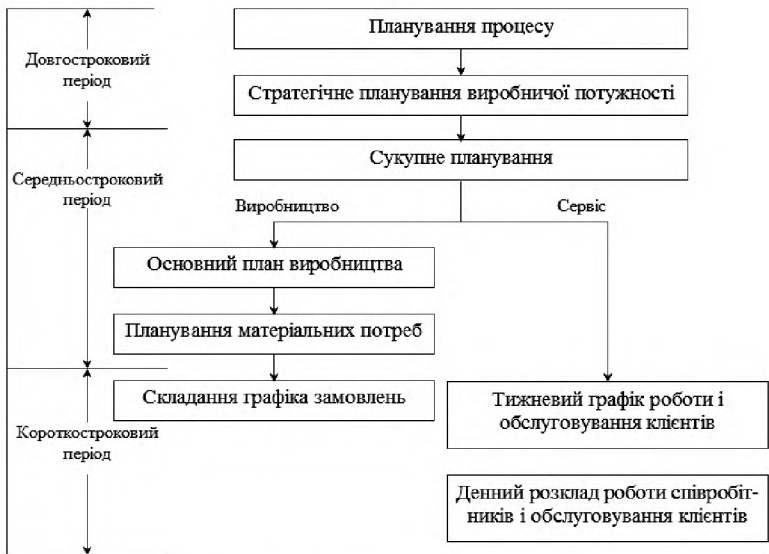 Планування процесу
Довгостроковий
період
Стратегічне планування виробничої потужності
Сукупне планування
Середньостроковий
період
Виробництво
Сервіс
Основний план виробництва
Планування матеріальних потреб
Складання графіка замовлень
Тижневий графік роботи і
обслуговування клієнтів
Короткостроковий
період
Денний розклад роботи співробіт-
ників і обслуговування клієнтів